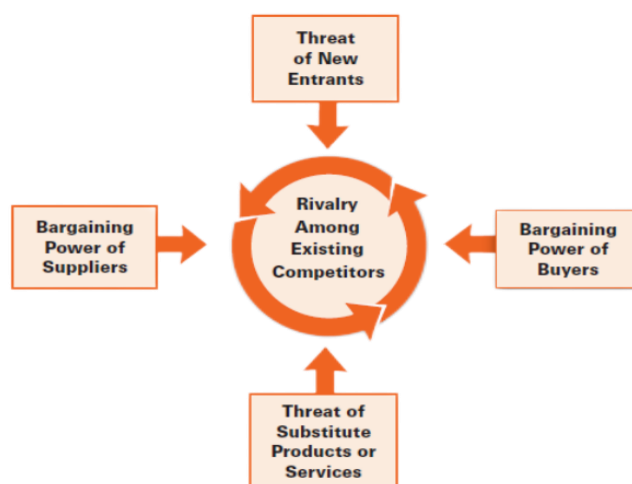 Threat
of New
Entrants
Bargaining
Power of
Suppliers
Rivalry
Among
Existing
Competitors
Bargaining
Power of
Buyers
Threat of
Substitute
Products or
Services